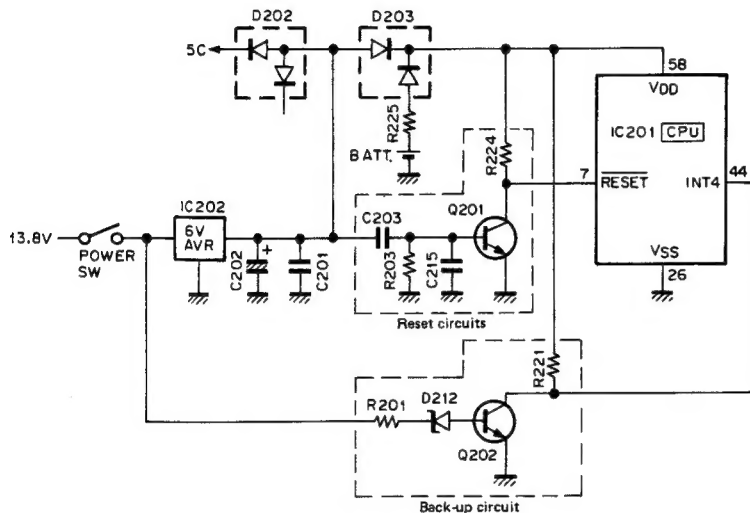 D202
D203
5C
58
VDD
R225
R224
IC201 CPU
BATT.
7
RESET
INT4
44
IC202
C203
Q201
13.8V
6V
AVR
+
POWER
SW
C202
C201
R203
C215
VSS
26
Reset circuits
R221
R201
D212
Q202
Back-up circuit